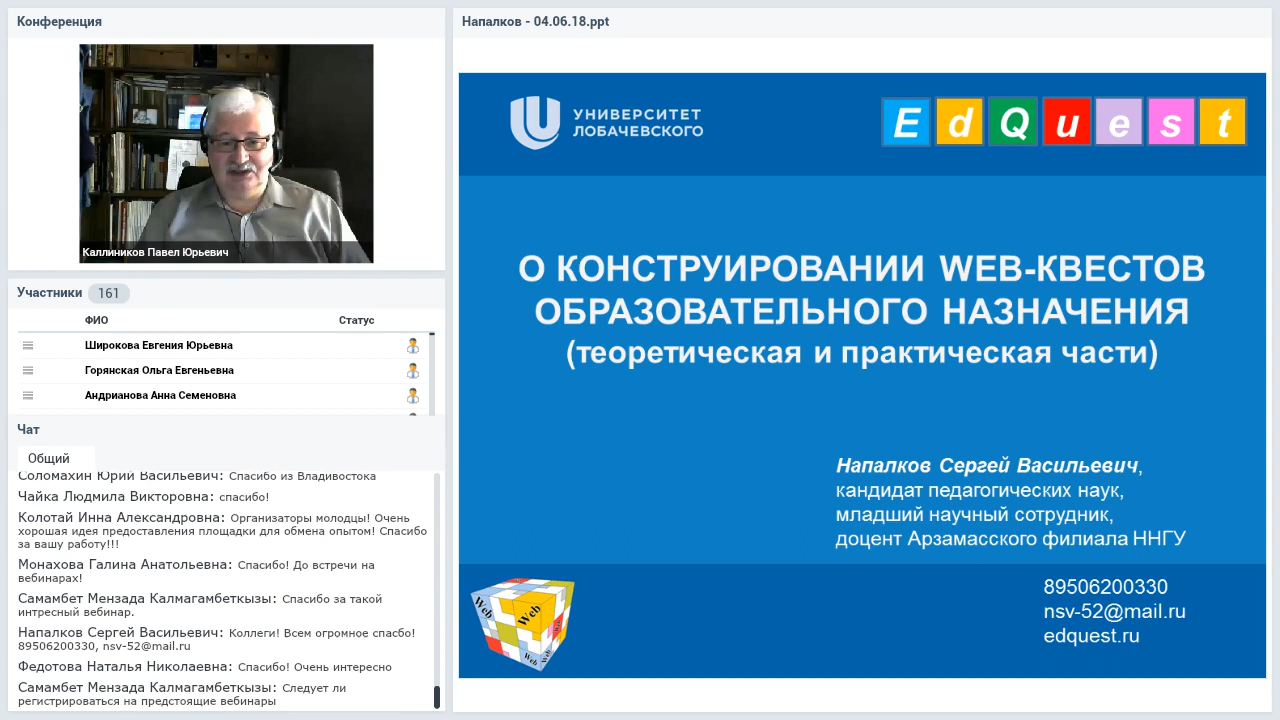 Конференция
Каллиников Павел Юрьевич
Участники 161
ФИО Статус
Широкова Евгения Юрьевна
Горянская Ольга Евгеньевна
Андрианова Анна Семеновна
Чат
Общий
Соломахин Юрий Васильевич: Спасибо из Владивостока
Чайка Людмила Викторовна: спасибо!
Колотай Инна Александровна: Организаторы молодцы! Очень
хорошая идея предоставления площадки для обмена опытом! Спасибо
за вашу работу!!!
Монахова Галина Анатольевна: Спасибо! До встречи на
вебинарах!
Самамбет Мензада Калмагамбеткызы: Спасибо за такой
интресный вебинар.
Напалков Сергей Васильевич: Коллеги! Всем огромное спасбо!
89506200330, nsv-52@mail.ru
Федотова Наталья Николаевна: Спасибо! Очень интересно
Самамбет Мензада Калмагамбеткызы: Следует ли
регистрироваться на предстоящие вебинары
Напалков - 04.06.18.ppt
УНИВЕРСИТЕТ
ЛОБАЧЕВСКОГО
EdQuest
О КОНСТРУИРОВАНИИ WEB-КВЕСТОВ
ОБРАЗОВАТЕЛЬНОГО НАЗНАЧЕНИЯ
(теоретическая и практическая части)
Напалков Сергей Васильевич,
кандидат педагогических наук,
младший научный сотрудник,
доцент Арзамасского филиала ННГУ
Web
Web
Web
Web
89506200330
nsv-52@mail.ru
edquest.ru